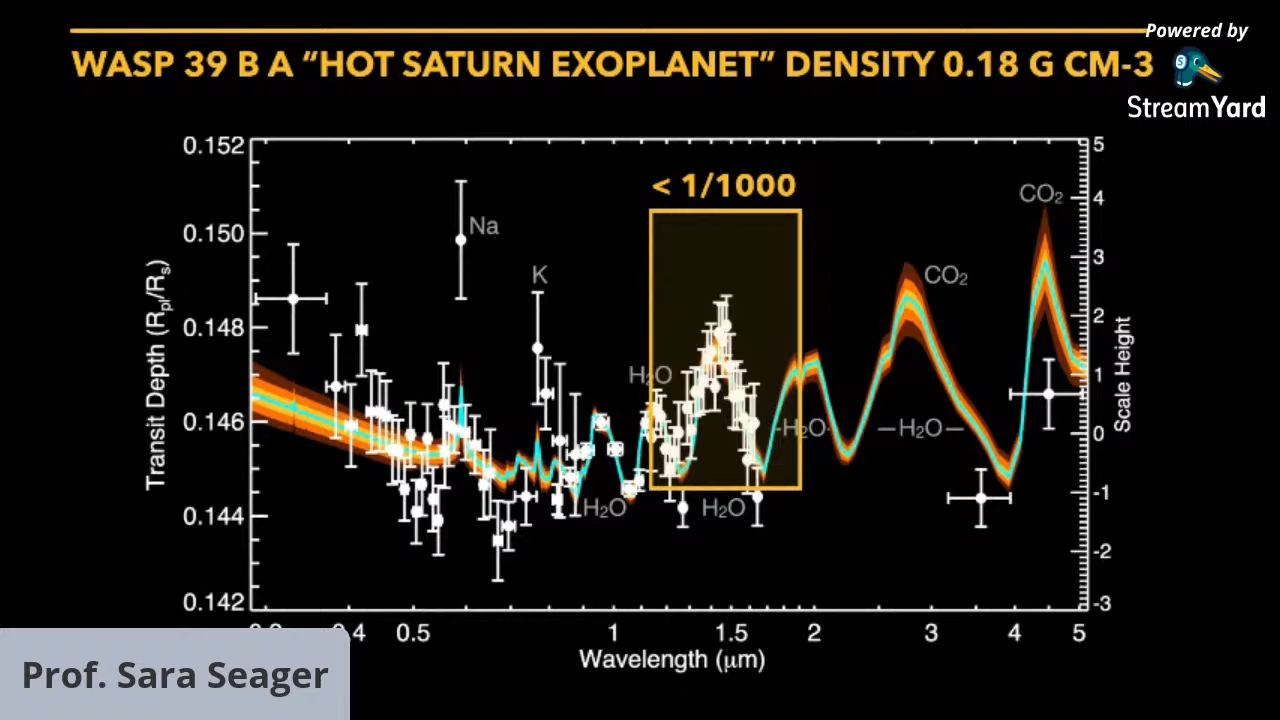 Powered by
StreamYard
WASP 39 B A “HOT SATURN EXOPLANET” DENSITY 0.18 G CM-3
< 1/1000
0.152
0.150
0.148
0.146
0.144
0.142
Transit Depth (Rpl/Rs)
Na
K
H₂O
H₂O
H₂O
H₂O
H₂O
CO₂
CO₂
5
4
3
2
1
0
-1
-2
-3
Scale Height
0.5
1
1.5
2
3
4
5
Wavelength (μm)
Prof. Sara Seager